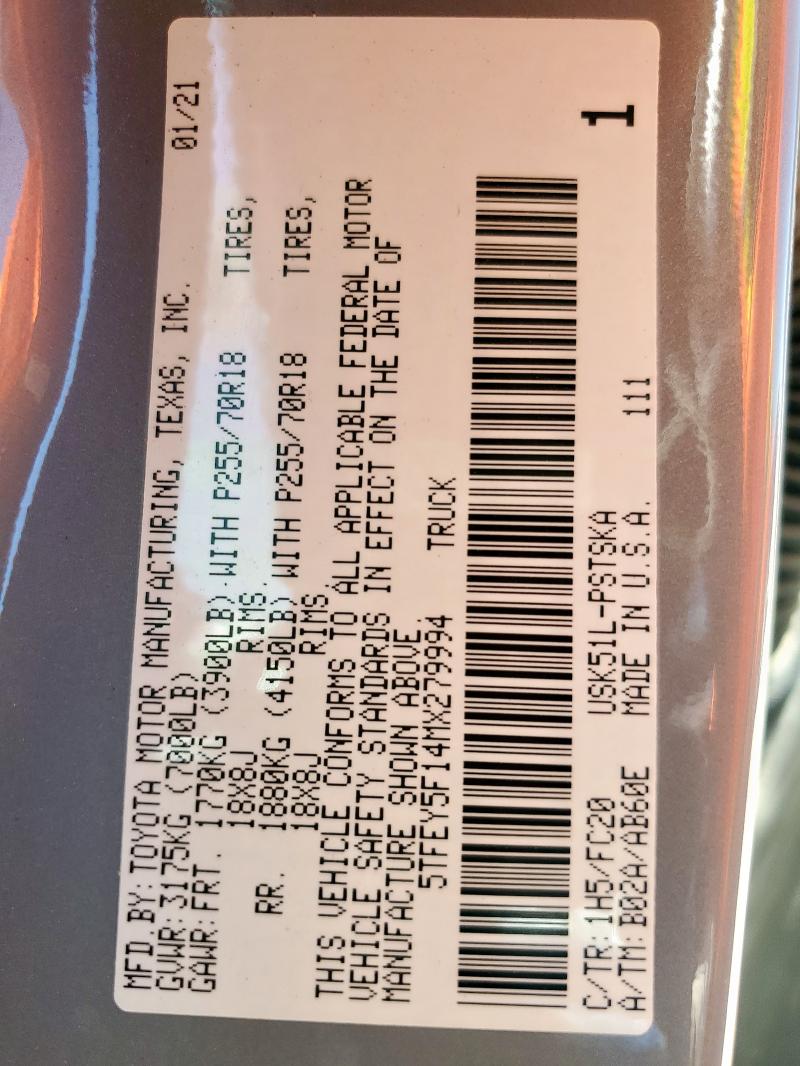 MFD.BY:TOYOTA MOTOR MANUFACTURING, TEXAS, INC. 01/21
GVWR:3175KG(7000LB)
GAWR:FRT. 1770KG (3900LB) WITH P255/70R18 TIRES,
18X8J RIMS.
RR. 1880KG (4150LB) WITH P255/70R18 TIRES,
18X8J RIMS.
THIS VEHICLE CONFORMS TO ALL APPLICABLE FEDERAL MOTOR
VEHICLE SAFETY STANDARDS IN EFFECT ON THE DATE OF
MANUFACTURE SHOWN ABOVE.
5TFEY5F14MX279994 TRUCK
C/TR:1H5/FC20 USK51L-PSTSKA 1
A/TM:B02A/AB60E MADE IN U.S.A. 111